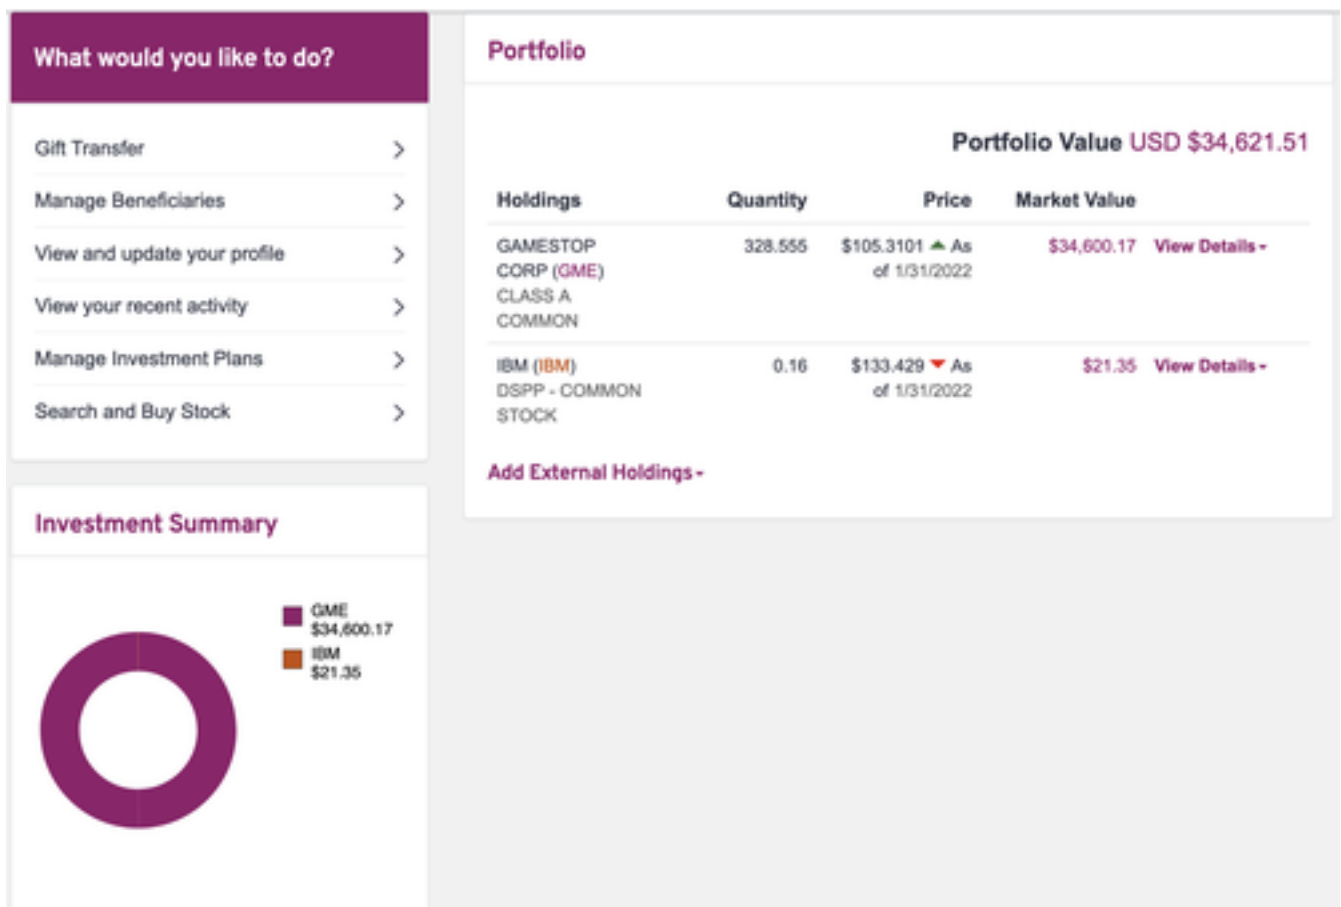 What would you like to do?
Gift Transfer
Manage Beneficiaries
View and update your profile
View your recent activity
Manage Investment Plans
Search and Buy Stock
Investment Summary
GME
$34,600.17
IBM
$21.35
Portfolio
Portfolio Value USD $34,621.51
Holdings Quantity Price Market Value
GAMESTOP 328.555 $105.3101 ▲ As $34,600.17 View Details
CORP (GME) of 1/31/2022
CLASS A
COMMON
IBM (IBM) 0.16 $133.429 ▼ As $21.35 View Details
DSPP - COMMON of 1/31/2022
STOCK
Add External Holdings